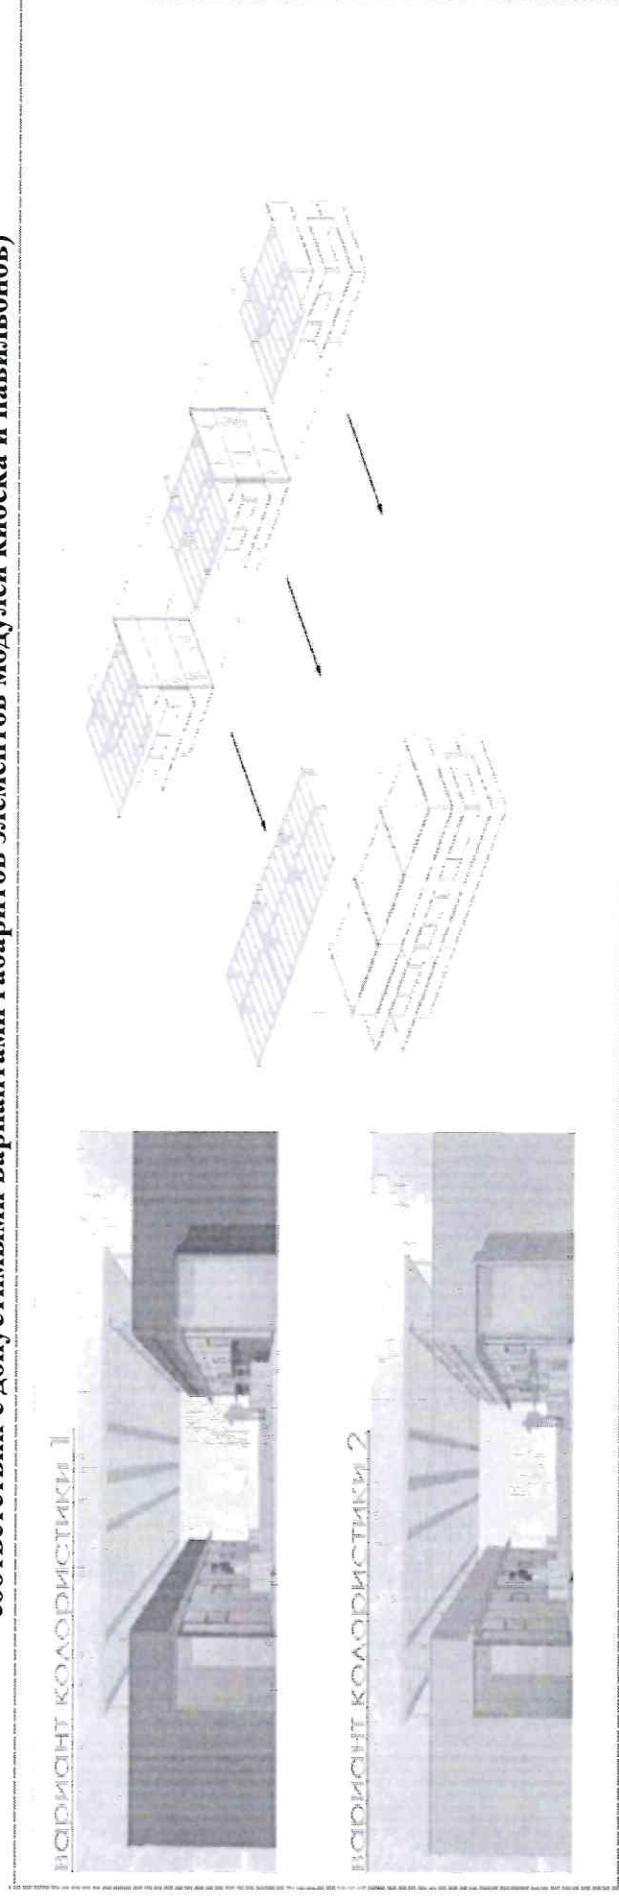 соответствии с допустимыми вариантами габаритов элементов модулей киоска и павильонов)
ВАРИАНТ КОЛОРИСТИКИ 1
ВАРИАНТ КОЛОРИСТИКИ 2